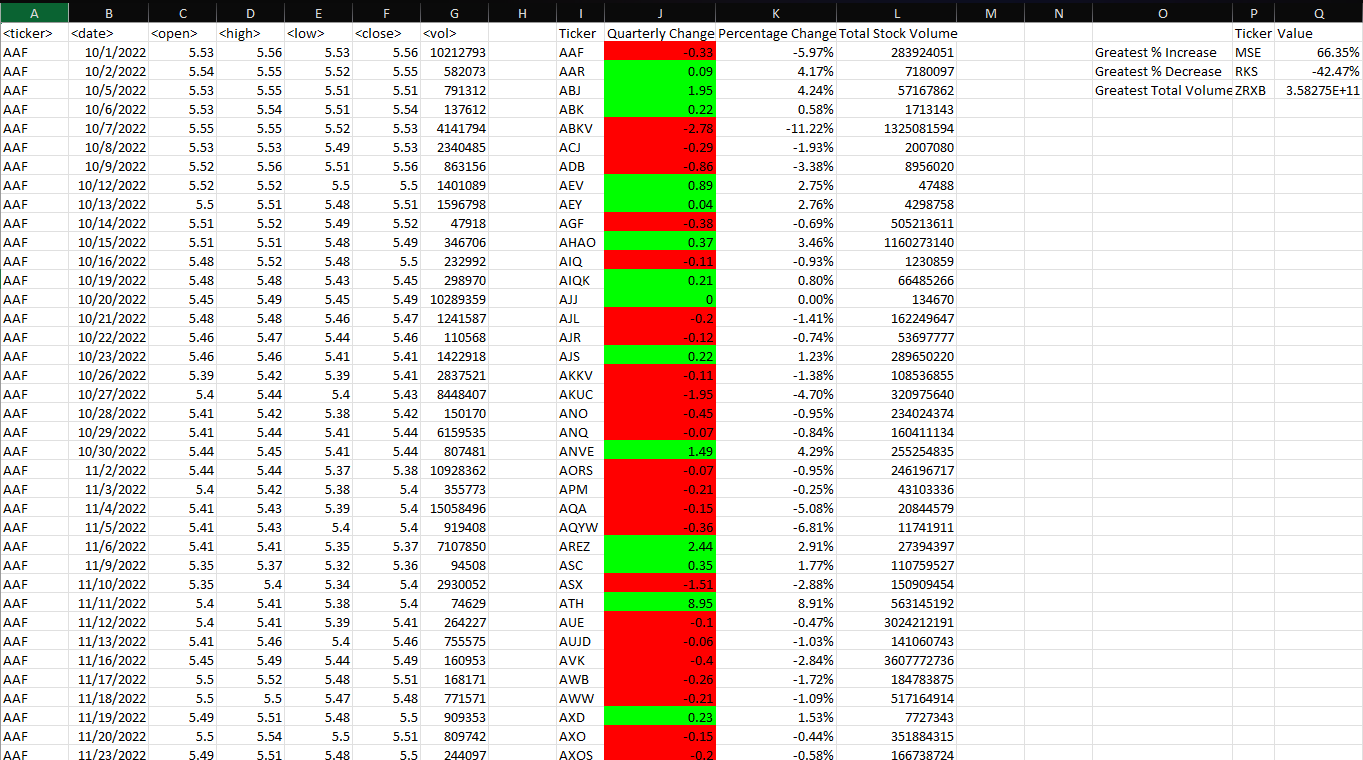 A B C D E F G H I J K L M N O P Q
<ticker> <date> <open> <high> <low> <close> <vol> Ticker Quarterly Change Percentage Change Total Stock Volume Ticker Value
AAF 10/1/2022 5.53 5.56 5.53 5.56 10212793 AAF -0.33 -5.97% 283924051 Greatest % Increase MSE 66.35%
AAF 10/2/2022 5.54 5.55 5.52 5.55 582073 AAR 0.09 4.17% 7180097 Greatest % Decrease RKS -42.47%
AAF 10/5/2022 5.53 5.55 5.51 5.51 791312 ABJ 1.95 4.24% 57167862 Greatest Total Volume ZRXB 3.58275E+11
AAF 10/6/2022 5.53 5.54 5.51 5.54 137612 ABK 0.22 0.58% 1713143
AAF 10/7/2022 5.55 5.55 5.52 5.53 4141794 ABKV -2.78 -11.22% 1325081594
AAF 10/8/2022 5.53 5.53 5.49 5.53 2340485 ACJ -0.29 -1.93% 2007080
AAF 10/9/2022 5.52 5.56 5.51 5.56 863156 ADB -0.86 -3.38% 8956020
AAF 10/12/2022 5.52 5.52 5.5 5.5 1401089 AEV 0.89 2.75% 47488
AAF 10/13/2022 5.5 5.51 5.48 5.51 1596798 AEY 0.04 2.76% 4298758
AAF 10/14/2022 5.51 5.52 5.49 5.52 47918 AGF -0.38 -0.69% 505213611
AAF 10/15/2022 5.51 5.51 5.48 5.49 346706 AHAO 0.37 3.46% 1160273140
AAF 10/16/2022 5.48 5.52 5.48 5.5 232992 AIQ -0.11 -0.93% 1230859
AAF 10/19/2022 5.48 5.48 5.43 5.45 298970 AIQK 0.21 0.80% 66485266
AAF 10/20/2022 5.45 5.49 5.45 5.49 10289359 AJJ 0 0.00% 134670
AAF 10/21/2022 5.48 5.48 5.46 5.47 1241587 AJL -0.2 -1.41% 162249647
AAF 10/22/2022 5.46 5.47 5.44 5.46 110568 AJR -0.12 -0.74% 53697777
AAF 10/23/2022 5.46 5.46 5.41 5.41 1422918 AJS 0.22 1.23% 289650220
AAF 10/26/2022 5.39 5.42 5.39 5.41 2837521 AKKV -0.11 -1.38% 108536855
AAF 10/27/2022 5.4 5.44 5.4 5.43 8448407 AKUC -1.95 -4.70% 320975640
AAF 10/28/2022 5.41 5.42 5.38 5.42 150170 ANO -0.45 -0.95% 234024374
AAF 10/29/2022 5.41 5.44 5.41 5.44 6159535 ANQ -0.07 -0.84% 160411134
AAF 10/30/2022 5.44 5.45 5.41 5.44 807481 ANVE 1.49 4.29% 255254835
AAF 11/2/2022 5.44 5.44 5.37 5.38 10928362 AORS -0.07 -0.95% 246196717
AAF 11/3/2022 5.4 5.42 5.38 5.4 355773 APM -0.21 -0.25% 43103336
AAF 11/4/2022 5.41 5.43 5.39 5.4 15058496 AQA -0.15 -5.08% 20844579
AAF 11/5/2022 5.41 5.43 5.4 5.4 919408 AQYW -0.36 -6.81% 11741911
AAF 11/6/2022 5.41 5.41 5.35 5.37 7107850 AREZ 2.44 2.91% 27394397
AAF 11/9/2022 5.35 5.37 5.32 5.36 94508 ASC 0.35 1.77% 110759527
AAF 11/10/2022 5.35 5.4 5.34 5.4 2930052 ASX -1.51 -2.88% 150909454
AAF 11/11/2022 5.4 5.41 5.38 5.4 74629 ATH 8.95 8.91% 563145192
AAF 11/12/2022 5.4 5.41 5.39 5.41 264227 AUE -0.1 -0.47% 3024212191
AAF 11/13/2022 5.41 5.46 5.4 5.46 755575 AUJD -0.06 -1.03% 141060743
AAF 11/16/2022 5.45 5.49 5.44 5.49 160953 AVK -0.4 -2.84% 3607772736
AAF 11/17/2022 5.5 5.52 5.48 5.51 168171 AWB -0.26 -1.72% 184783875
AAF 11/18/2022 5.5 5.5 5.47 5.48 771571 AWW -0.21 -1.09% 517164914
AAF 11/19/2022 5.49 5.51 5.48 5.5 909353 AXD 0.23 1.53% 7727343
AAF 11/20/2022 5.5 5.54 5.5 5.51 809742 AXO -0.15 -0.44% 351884315
AAF 11/23/2022 5.49 5.51 5.48 5.5 244097 AXOS -0.2 -0.58% 166738724